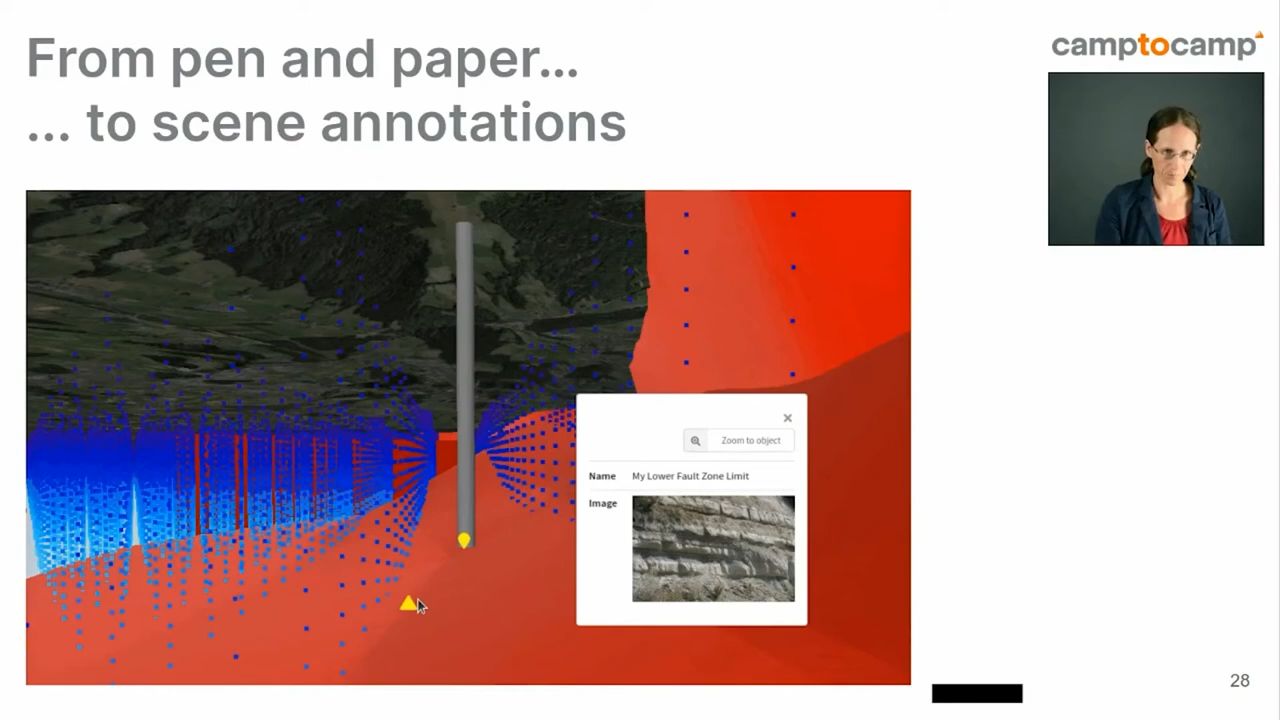 From pen and paper...
... to scene annotations
camptocamp
Zoom to object
Name My Lower Fault Zone Limit
Image
28